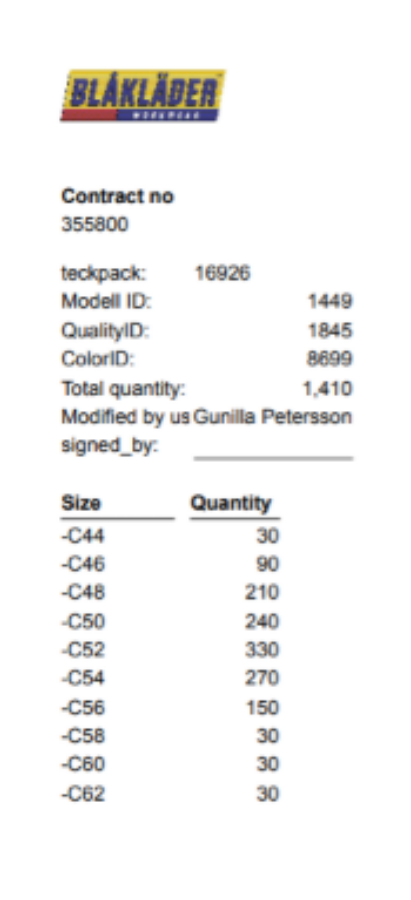 BLÅKLÄDER
WORKWEAR
Contract no
355800
teckpack: 16926
Modell ID: 1449
QualityID: 1845
ColorID: 8699
Total quantity: 1,410
Modified by us Gunilla Petersson
signed_by:
Size Quantity
-C44 30
-C46 90
-C48 210
-C50 240
-C52 330
-C54 270
-C56 150
-C58 30
-C60 30
-C62 30